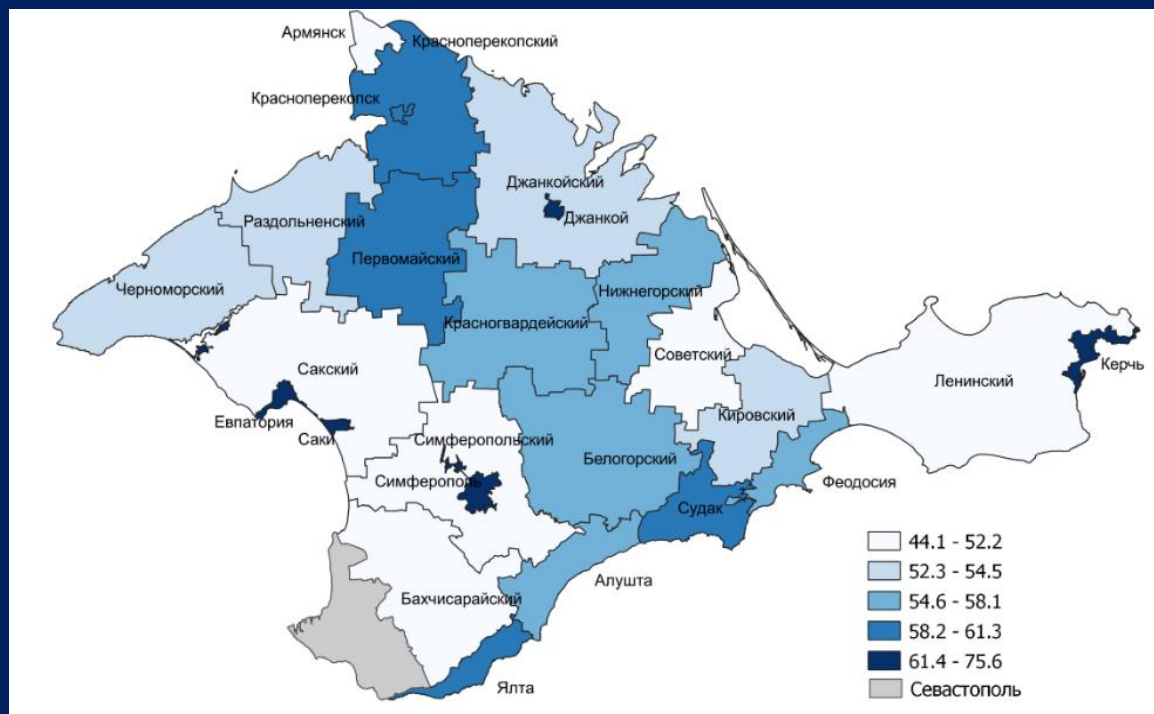 Армянск
Красноперекопский
Красноперекопск
Джанкойский
Джанкой
Раздольненский
Первомайский
Черноморский
Нижнегорский
Красногвардейский
Советский
Сакский
Ленинский
Керчь
Кировский
Евпатория
Саки
Симферопольский
Белогорский
Симферополь
Феодосия
Судак
Алушта
Бахчисарайский
Ялта
44.1 - 52.2
52.3 - 54.5
54.6 - 58.1
58.2 - 61.3
61.4 - 75.6
Севастополь